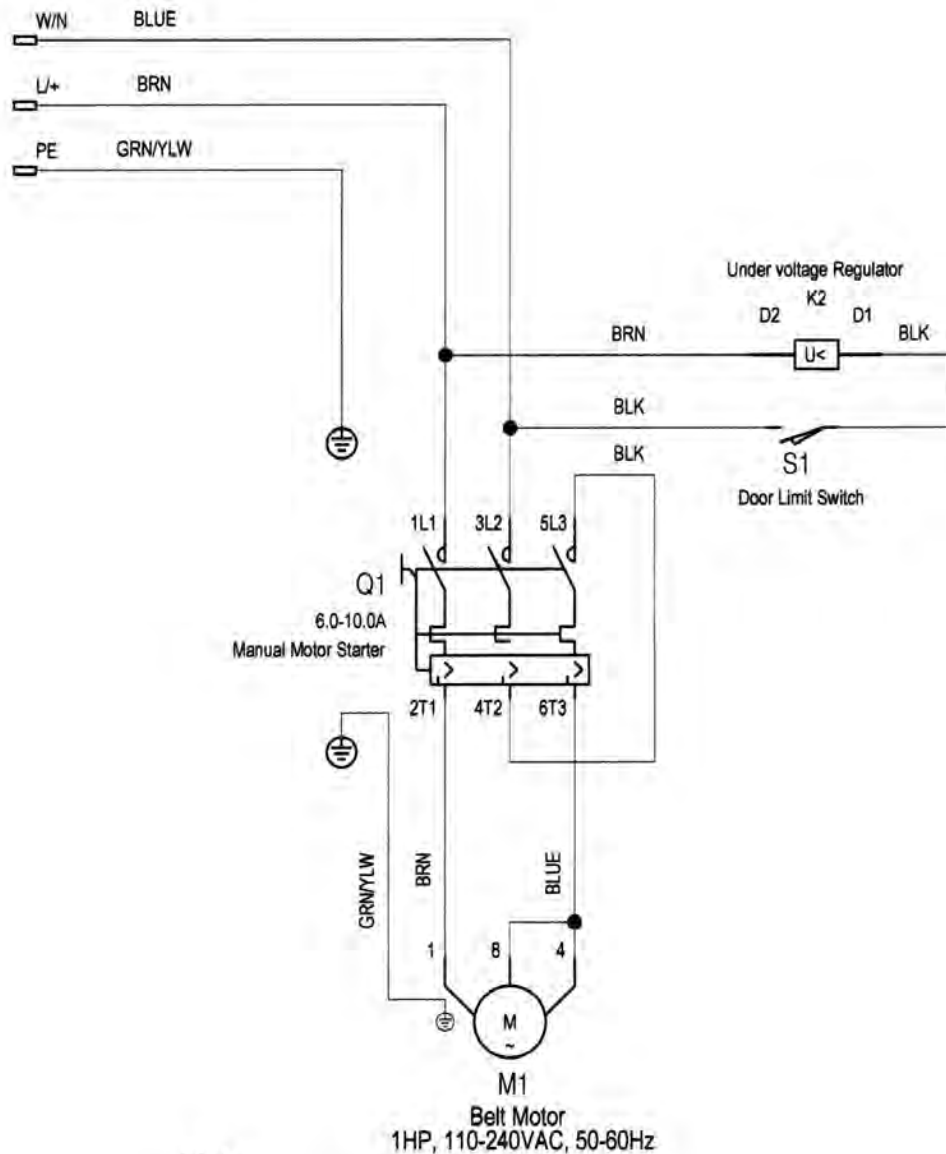 W/N BLUE
L/+ BRN
PE GRN/YLW
Under voltage Regulator
K2
D2 D1
BRN U< BLK
BLK
BLK
S1
Door Limit Switch
1L1 3L2 5L3
Q1
6.0-10.0A
Manual Motor Starter
2T1 4T2 6T3
GRN/YLW
BRN
BLUE
1 8 4
M
~
M1
Belt Motor
1HP, 110-240VAC, 50-60Hz